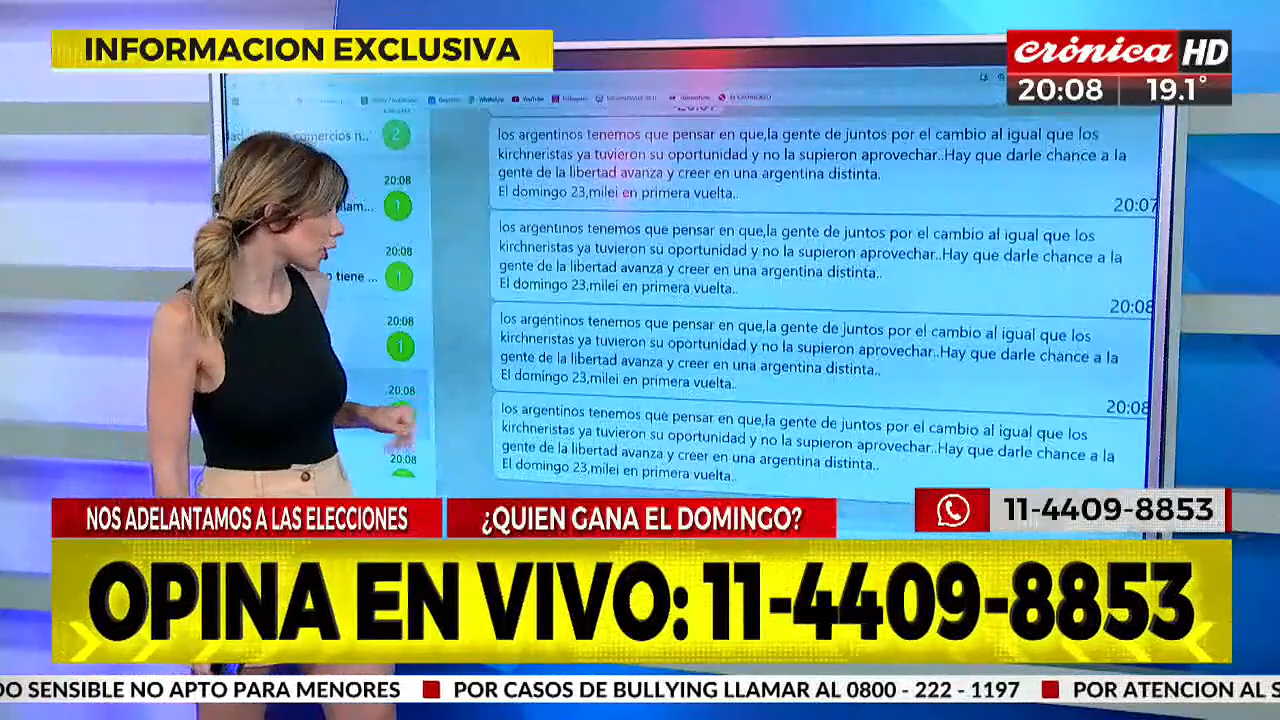 INFORMACION EXCLUSIVA
crónica HD
20:08 19.1°
WhatsApp
YouTube
comercios n..
2
20:08
1
20:08
tiene ...
1
20:08
1
20:08
20:08
los argentinos tenemos que pensar en que,la gente de juntos por el cambio al igual que los
kirchneristas ya tuvieron su oportunidad y no la supieron aprovechar..Hay que darle chance a la
gente de la libertad avanza y creer en una argentina distinta.
El domingo 23,milei en primera vuelta..
20:07
los argentinos tenemos que pensar en que,la gente de juntos por el cambio al igual que los
kirchneristas ya tuvieron su oportunidad y no la supieron aprovechar..Hay que darle chance a la
gente de la libertad avanza y creer en una argentina distinta..
El domingo 23,milei en primera vuelta..
20:08
los argentinos tenemos que pensar en que,la gente de juntos por el cambio al igual que los
kirchneristas ya tuvieron su oportunidad y no la supieron aprovechar..Hay que darle chance a la
gente de la libertad avanza y creer en una argentina distinta..
El domingo 23,milei en primera vuelta..
20:08
los argentinos tenemos que pensar en que,la gente de juntos por el cambio al igual que los
kirchneristas ya tuvieron su oportunidad y no la supieron aprovechar..Hay que darle chance a la
gente de la libertad avanza y creer en una argentina distinta..
El domingo 23,milei en primera vuelta..
NOS ADELANTAMOS A LAS ELECCIONES
¿QUIEN GANA EL DOMINGO?
11-4409-8853
OPINA EN VIVO: 11-4409-8853
DO SENSIBLE NO APTO PARA MENORES POR CASOS DE BULLYING LLAMAR AL 0800 - 222 - 1197 POR ATENCION AL S